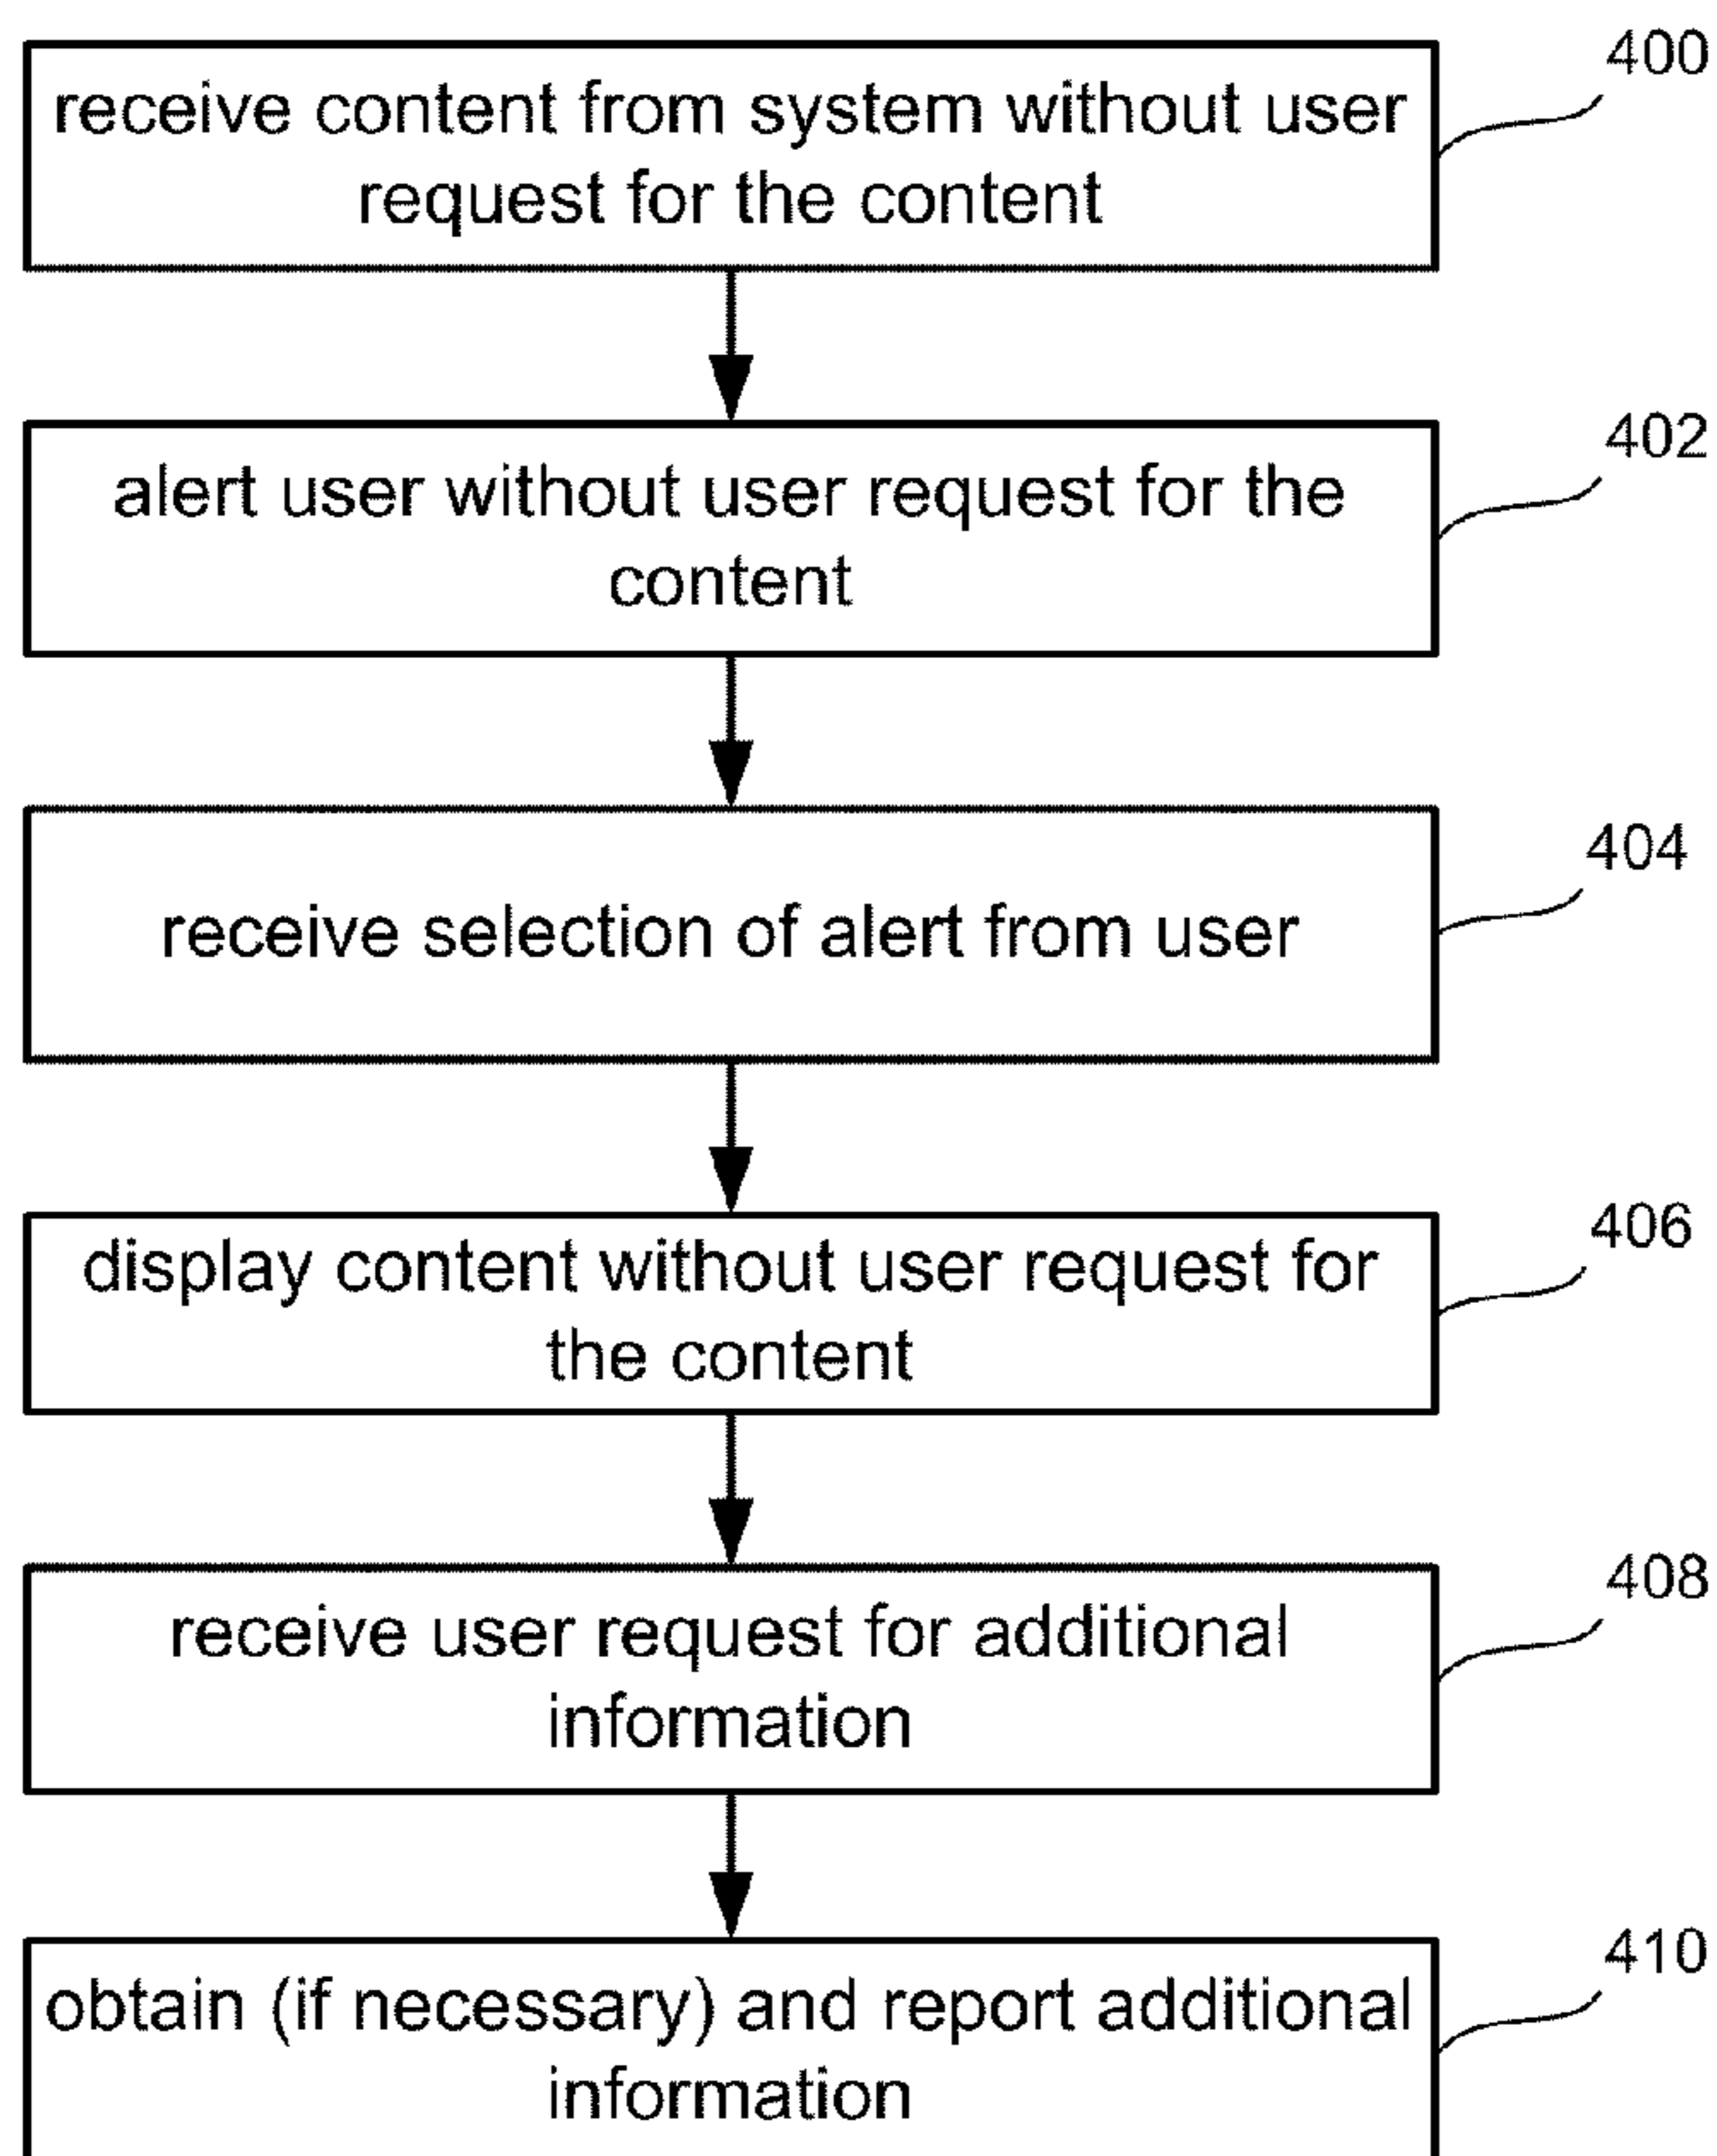 400
receive content from system without user
request for the content
402
alert user without user request for the
content
404
receive selection of alert from user
406
display content without user request for
the content
408
receive user request for additional
information
410
obtain (if necessary) and report additional
information